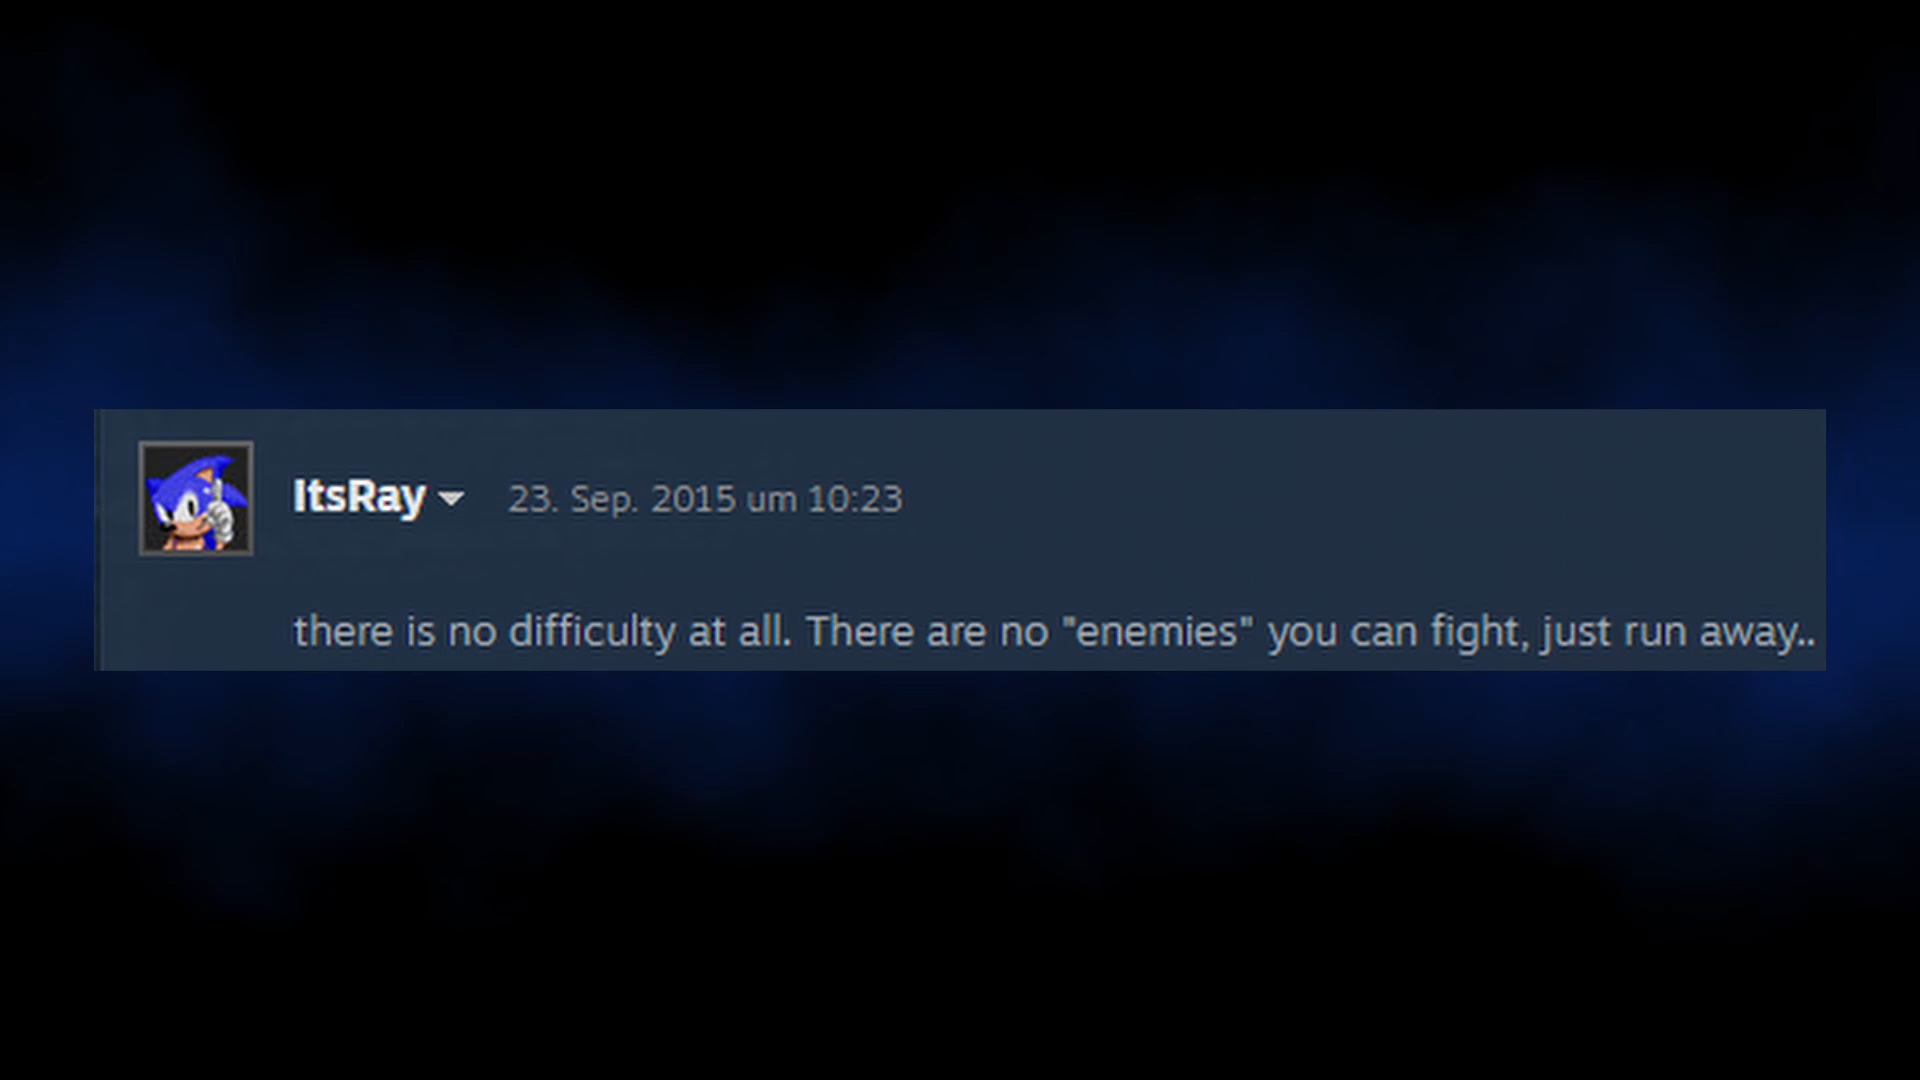 ItsRay 23. Sep. 2015 um 10:23
there is no difficulty at all. There are no "enemies" you can fight, just run away..